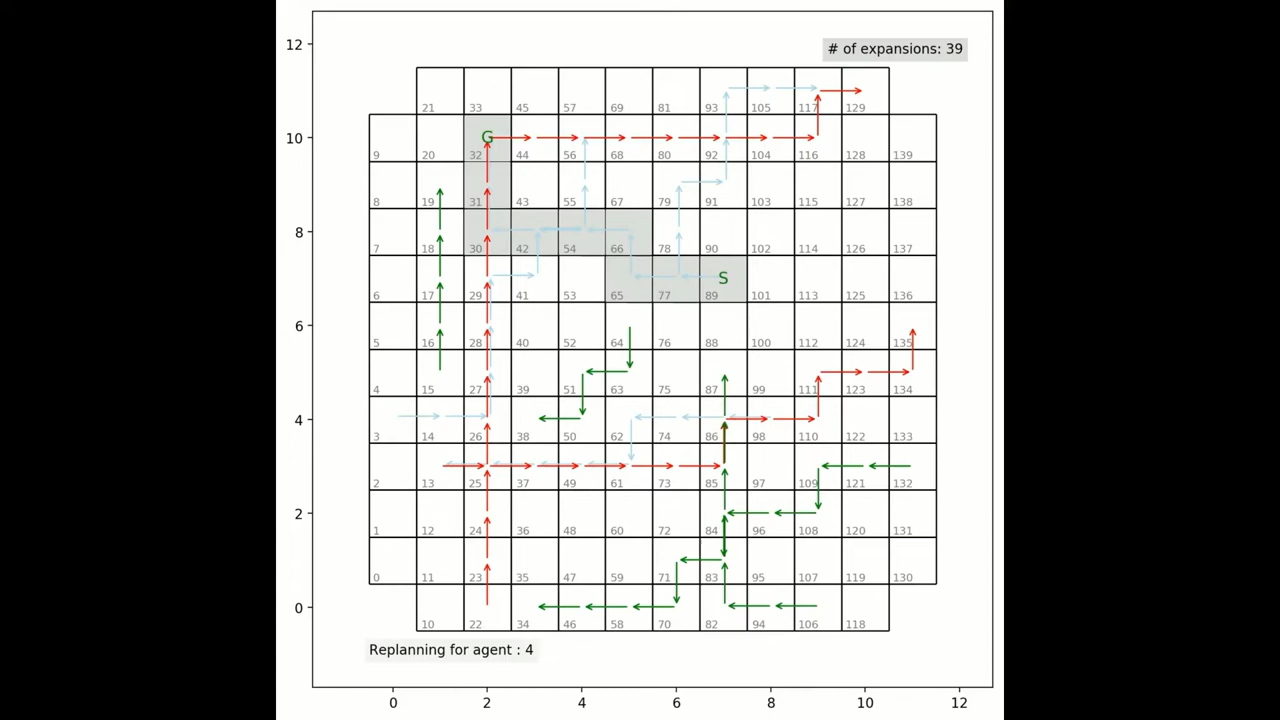 12
# of expansions: 39
21 33 45 57 69 81 93 105 117 129
10
G
9 20 32 44 56 68 80 92 104 116 128 139
8 19 31 43 55 67 79 91 103 115 127 138
8
7 18 30 42 54 66 78 90 102 114 126 137
S
6 17 29 41 53 65 77 89 101 113 125 136
6
5 16 28 40 52 64 76 88 100 112 124 135
4 15 27 39 51 63 75 87 99 111 123 134
4
3 14 26 38 50 62 74 86 98 110 122 133
2 13 25 37 49 61 73 85 97 109 121 132
2
1 12 24 36 48 60 72 84 96 108 120 131
0 11 23 35 47 59 71 83 95 107 119 130
0
10 22 34 46 58 70 82 94 106 118
Replanning for agent : 4
0 2 4 6 8 10 12